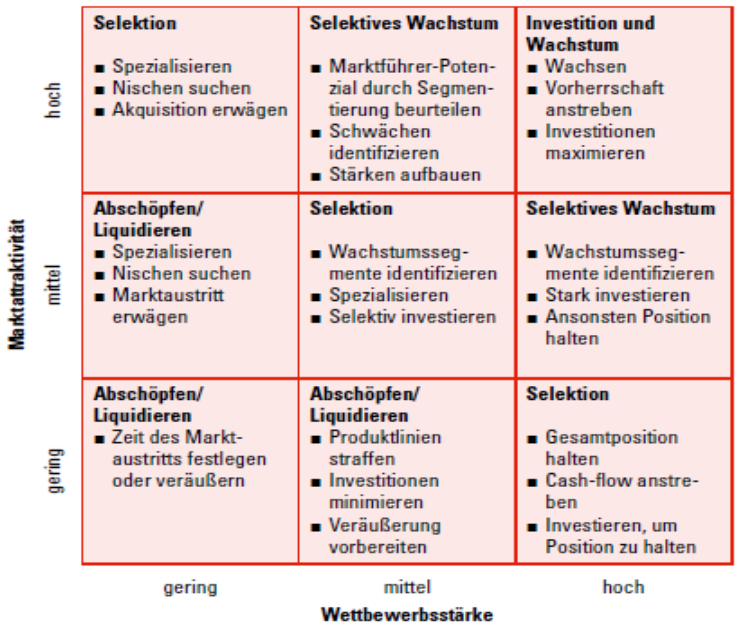 Marktattraktivität
hoch
Selektion
■ Spezialisieren
■ Nischen suchen
■ Akquisition erwägen
Selektives Wachstum
■ Marktführer-Poten-
zial durch Segmen-
tierung beurteilen
■ Schwächen
identifizieren
■ Stärken aufbauen
Investition und
Wachstum
■ Wachsen
■ Vorherrschaft
anstreben
■ Investitionen
maximieren
mittel
Abschöpfen/
Liquidieren
■ Spezialisieren
■ Nischen suchen
■ Marktaustritt
erwägen
Selektion
■ Wachstumsseg-
mente identifizieren
■ Spezialisieren
■ Selektiv investieren
Selektives Wachstum
■ Wachstumsseg-
mente identifizieren
■ Stark investieren
■ Ansonsten Position
halten
gering
Abschöpfen/
Liquidieren
■ Zeit des Markt-
austritts festlegen
oder veräußern
Abschöpfen/
Liquidieren
■ Produktlinien
straffen
■ Investitionen
minimieren
■ Veräußerung
vorbereiten
Selektion
■ Gesamtposition
halten
■ Cash-flow anstre-
ben
■ Investieren, um
Position zu halten
gering
mittel
hoch
Wettbewerbsstärke